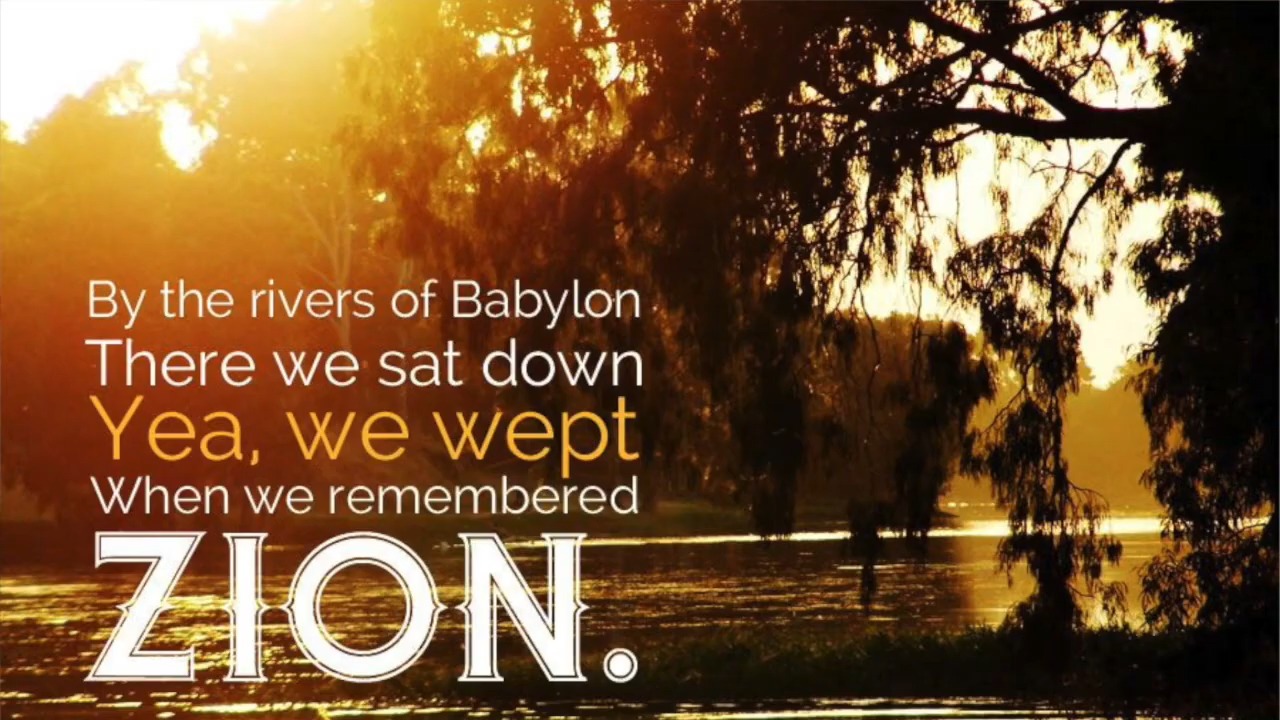 By the rivers of Babylon
There we sat down
Yea, we wept
When we remembered
ZION.